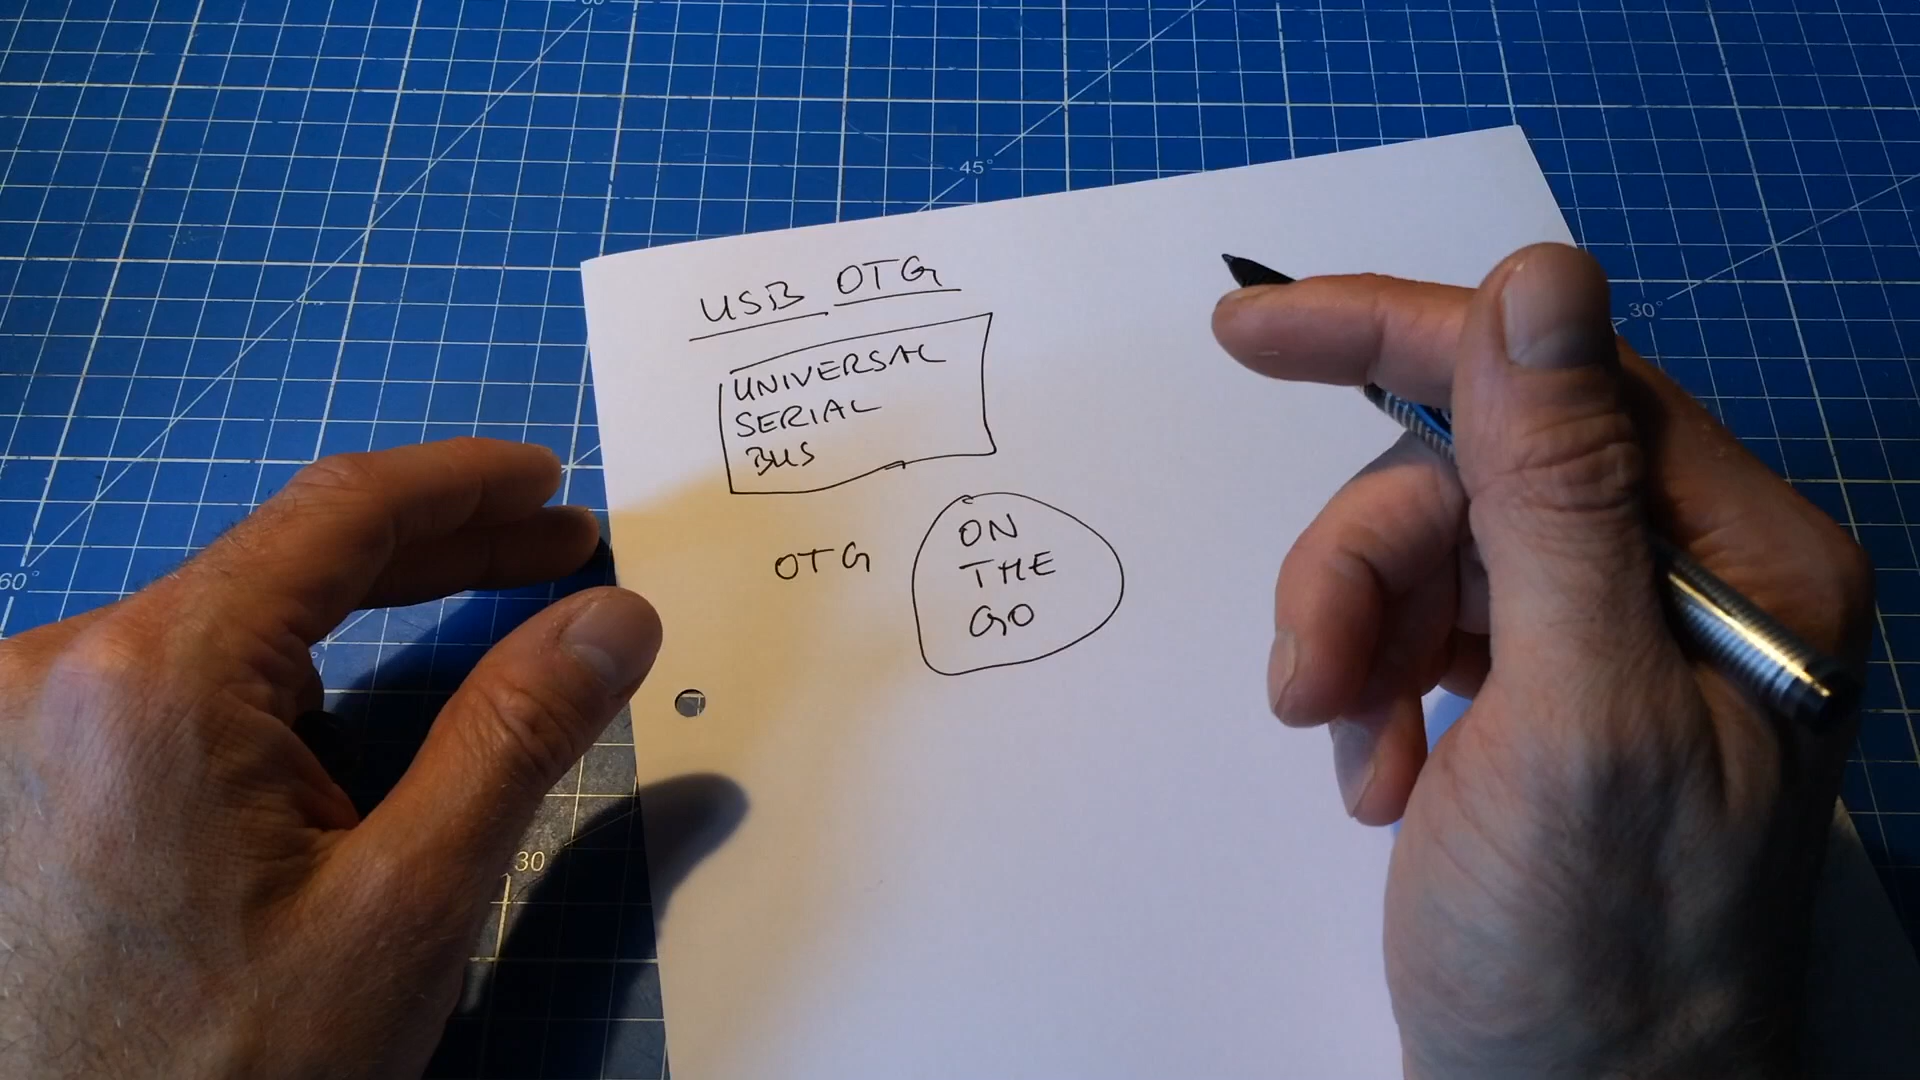 45°
30°
USB OTG
UNIVERSAL
SERIAL
BUS
OTG
ON
THE
GO
60°
30